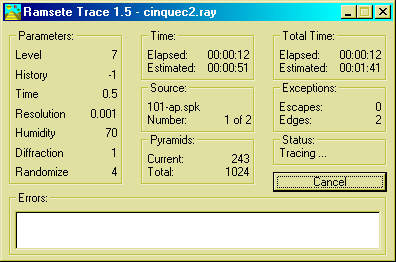 Ramsete Trace 1.5 - cinquec2.ray
Parameters:
Level 7
History -1
Time 0.5
Resolution 0.001
Humidity 70
Diffraction 1
Randomize 4
Time:
Elapsed: 00:00:12
Estimated: 00:00:51
Source:
101-ap.spk
Number: 1 of 2
Pyramids:
Current: 243
Total: 1024
Total Time:
Elapsed: 00:00:12
Estimated: 00:01:41
Exceptions:
Escapes: 0
Edges: 2
Status:
Tracing ...
Cancel
Errors: